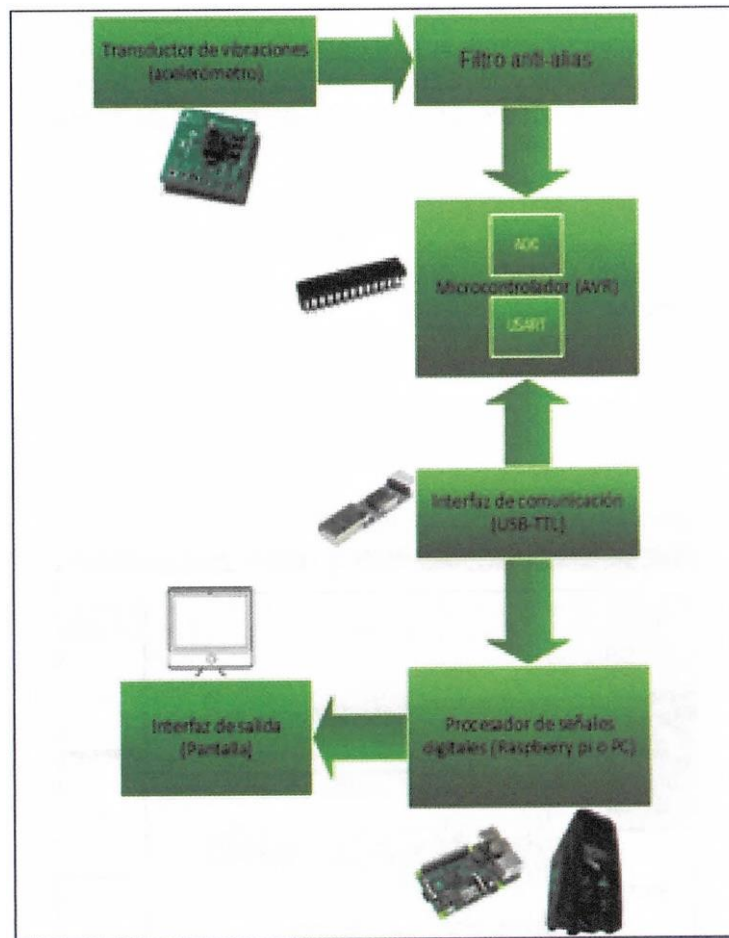 Transductor de vibraciones
(acelerómetro)
Filtro anti-alias
ADC
Microcontrolador (AVR)
USART
Interfaz de comunicación
(USB-TTL)
Interfaz de salida
(Pantalla)
Procesador de señales
digitales (Raspberry pi o PC)